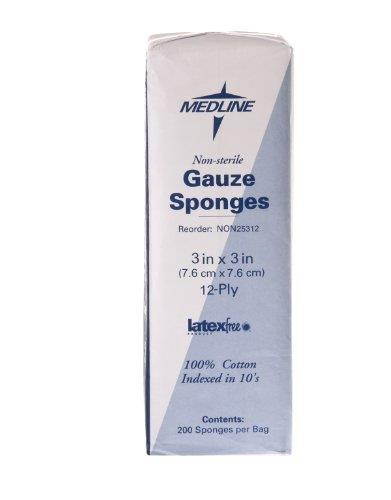 MEDLINE
Non-sterile
Gauze
Sponges
Reorder: NON25312
3 in x 3 in
(7.6 cm x 7.6 cm)
12-Ply
latexfree
PRODUCT
100% Cotton
Indexed in 10's
Contents:
200 Sponges per Bag